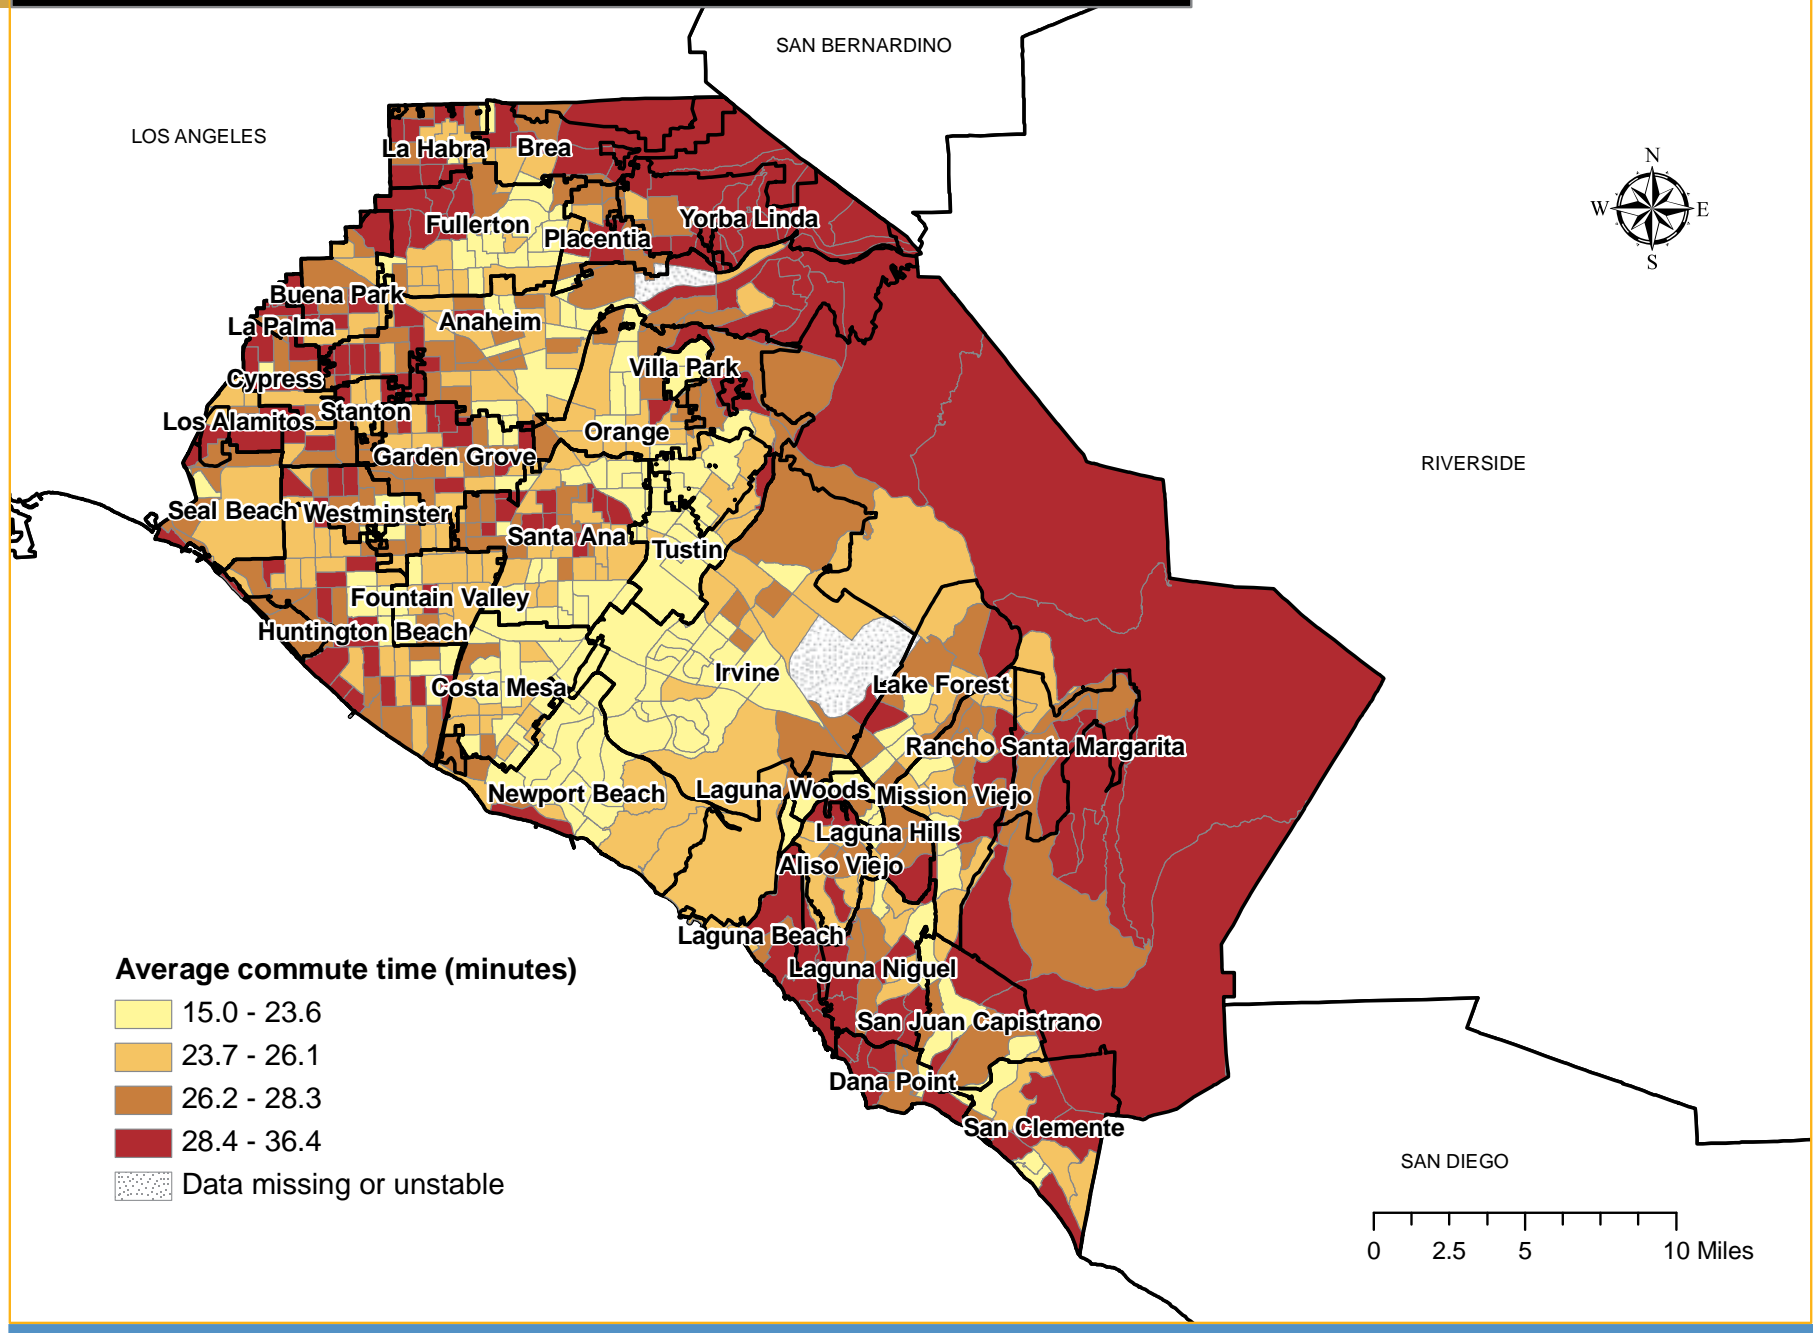 SAN BERNARDINO
LOS ANGELES
N
W E
S
La Habra
Brea
Fullerton
Placentia
Yorba Linda
Buena Park
La Palma
Anaheim
Villa Park
Cypress
Los Alamitos
Stanton
Orange
Garden Grove
RIVERSIDE
Seal Beach
Westminster
Santa Ana
Tustin
Fountain Valley
Huntington Beach
Irvine
Costa Mesa
Lake Forest
Rancho Santa Margarita
Newport Beach
Laguna Woods
Mission Viejo
Laguna Hills
Aliso Viejo
Laguna Beach
Laguna Niguel
San Juan Capistrano
Dana Point
San Clemente
SAN DIEGO
Average commute time (minutes)
15.0 - 23.6
23.7 - 26.1
26.2 - 28.3
28.4 - 36.4
Data missing or unstable
0 2.5 5 10 Miles